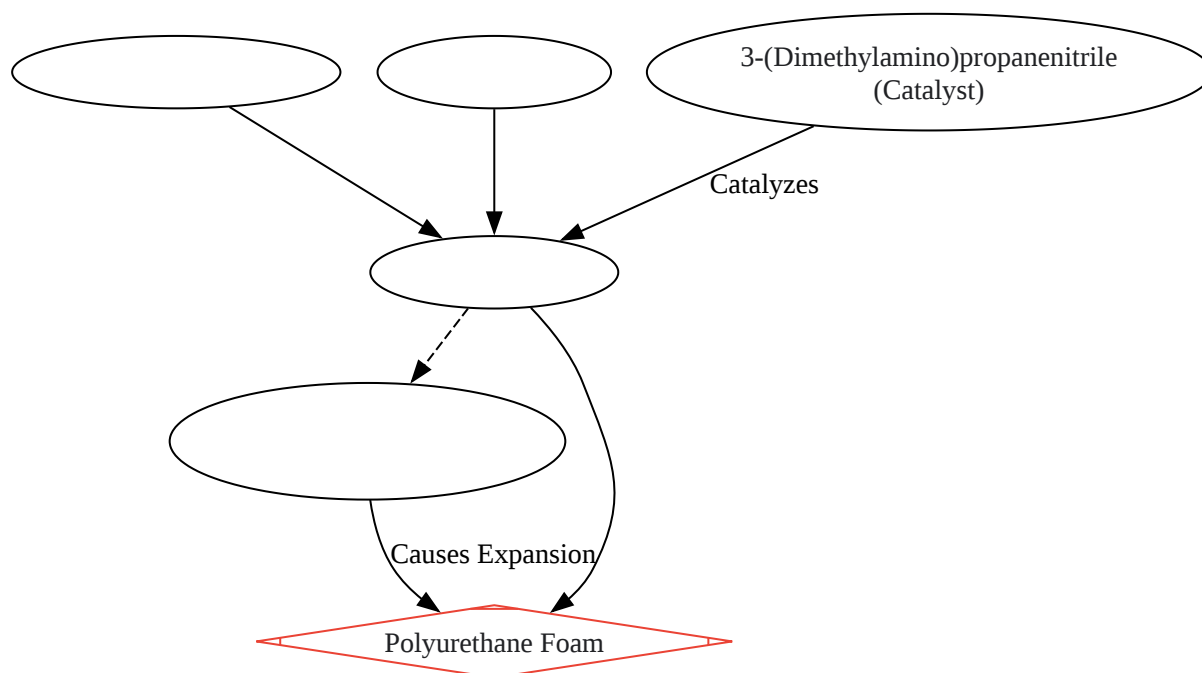 3-(Dimethylamino)propanenitrile
(Catalyst)
Catalyzes
Causes Expansion
Polyurethane Foam